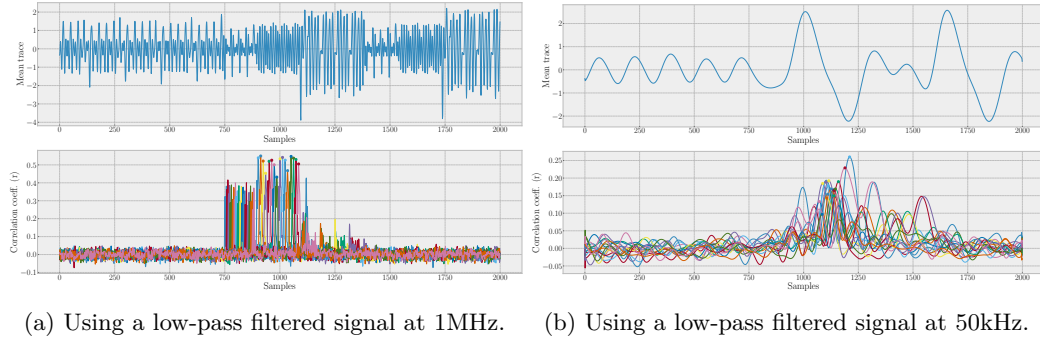 2
1
0
−1
−2
−3
−4
Mean trace
0 250 500 750 1000 1250 1500 1750 2000
Samples
0.5
0.4
0.3
0.2
0.1
0.0
−0.1
Correlation coeff. (r)
0 250 500 750 1000 1250 1500 1750 2000
Samples
(a) Using a low-pass filtered signal at 1MHz.
2
1
0
−1
−2
Mean trace
0 250 500 750 1000 1250 1500 1750 2000
Samples
0.25
0.20
0.15
0.10
0.05
0.00
−0.05
Correlation coeff. (r)
0 250 500 750 1000 1250 1500 1750 2000
Samples
(b) Using a low-pass filtered signal at 50kHz.